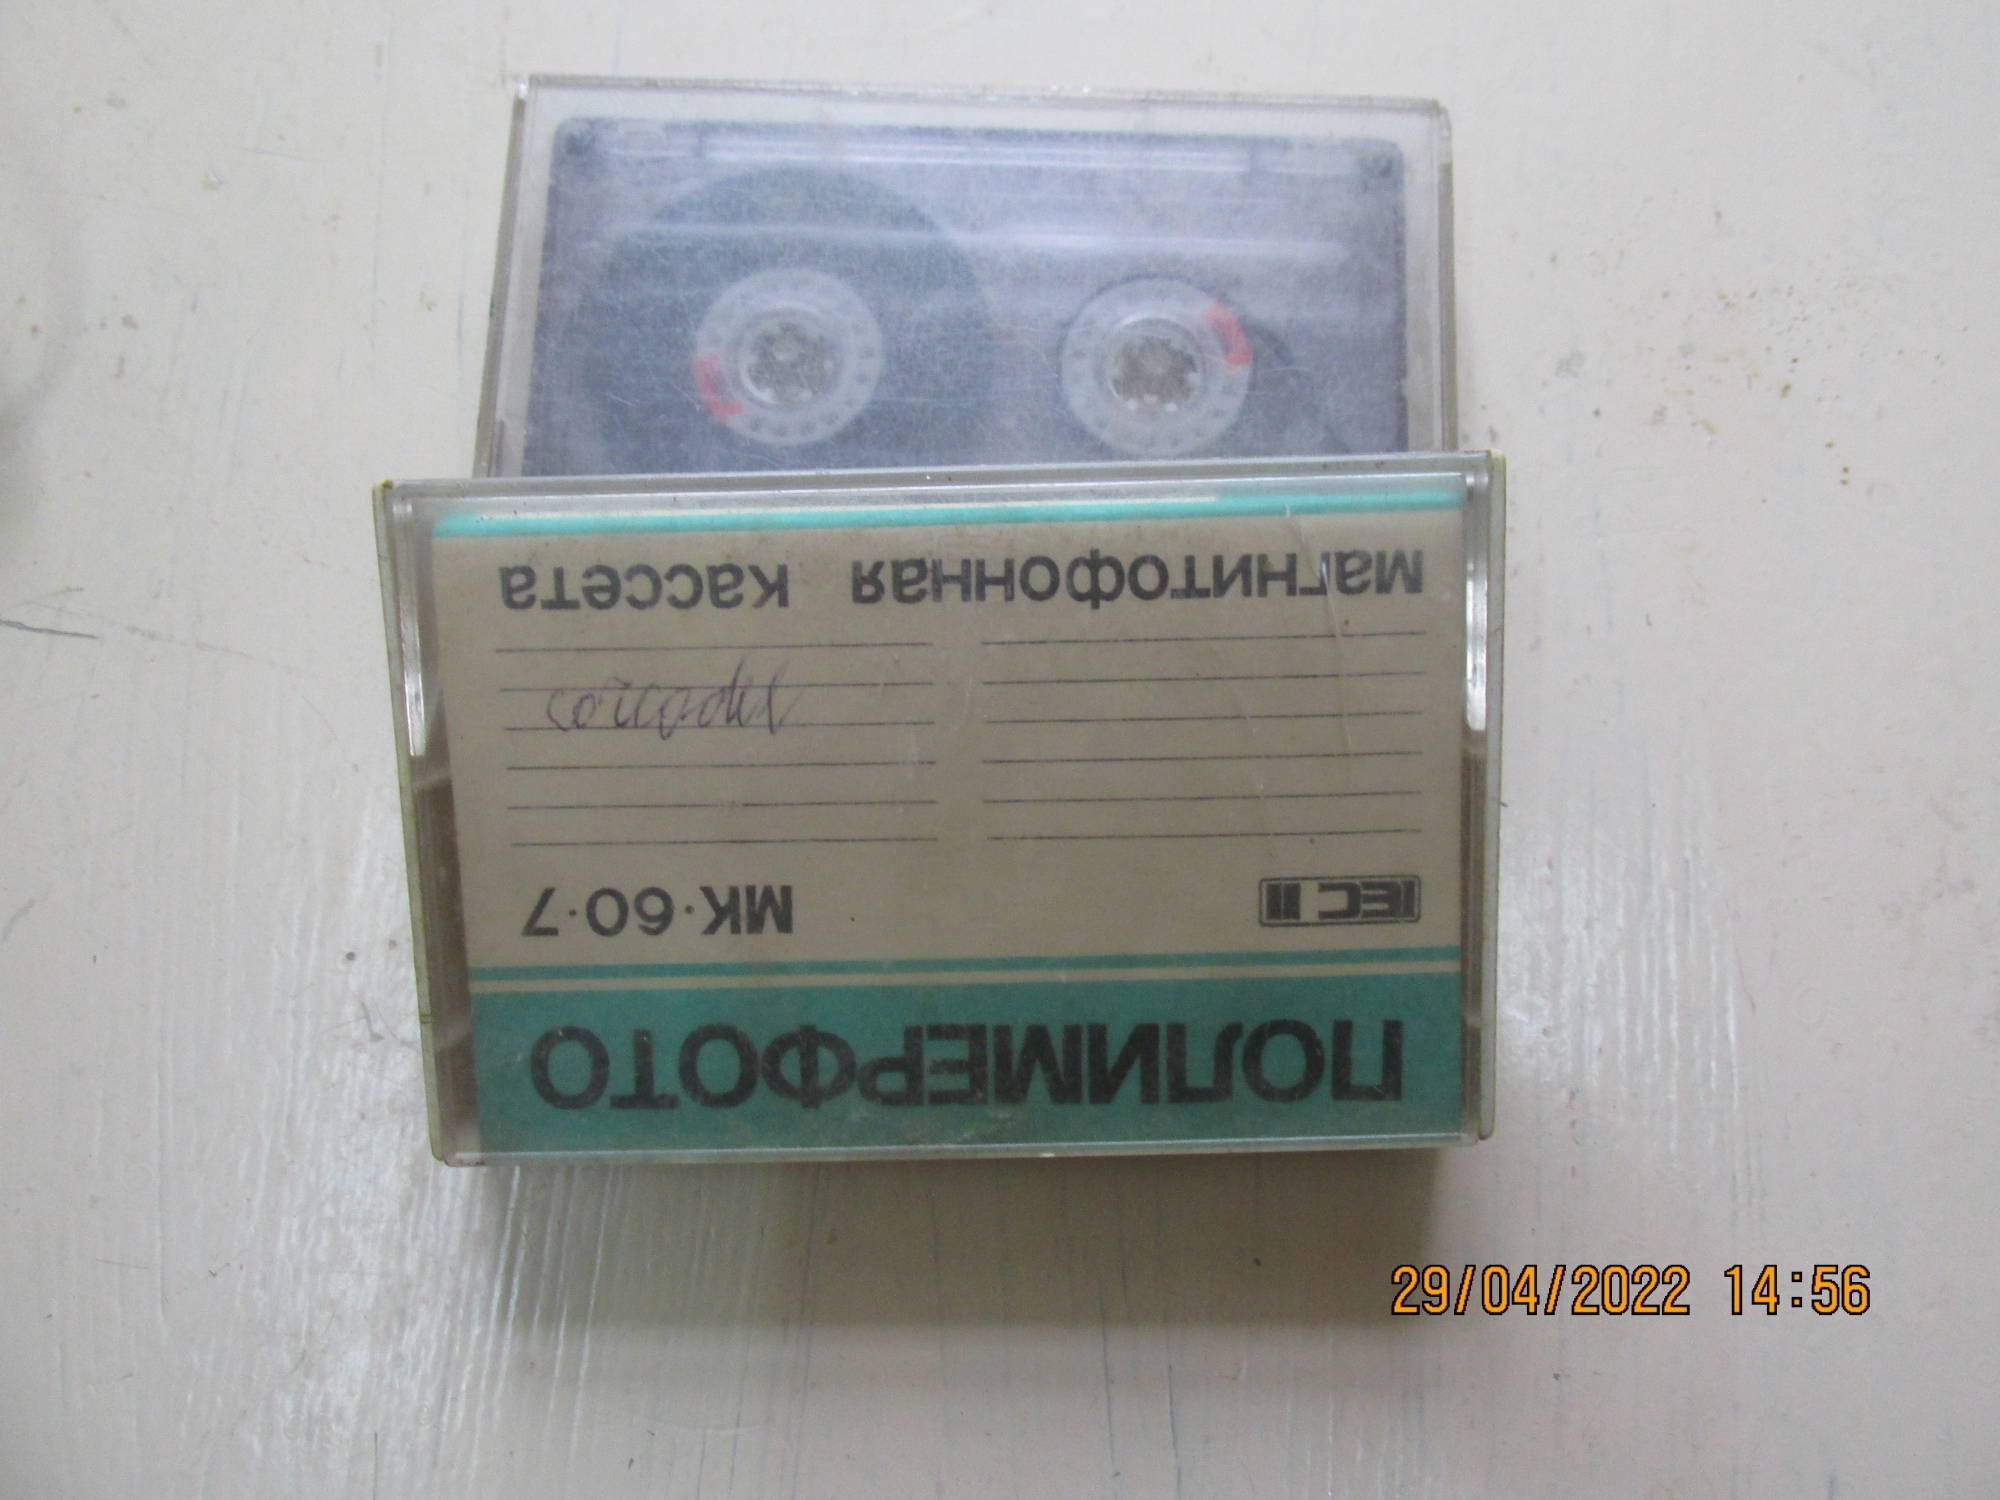 ПОЛИМЕРФОТО
IEC II МК·60·7
магнитофонная кассета
29/04/2022 14:56